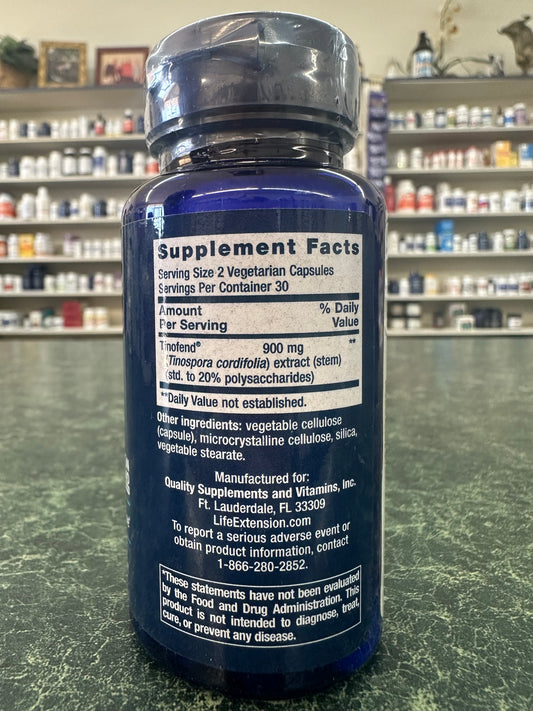 Supplement Facts
Serving Size 2 Vegetarian Capsules
Servings Per Container 30
Amount Per Serving
% Daily Value
Tinofend® 900 mg **
(Tinospora cordifolia) extract (stem)
(std. to 20% polysaccharides)
**Daily Value not established.
Other ingredients: vegetable cellulose
(capsule), microcrystalline cellulose, silica,
vegetable stearate.
Manufactured for:
Quality Supplements and Vitamins, Inc.
Ft. Lauderdale, FL 33309
LifeExtension.com
To report a serious adverse event or
obtain product information, contact
1-866-280-2852.
*These statements have not been evaluated
by the Food and Drug Administration. This
product is not intended to diagnose, treat,
cure, or prevent any disease.